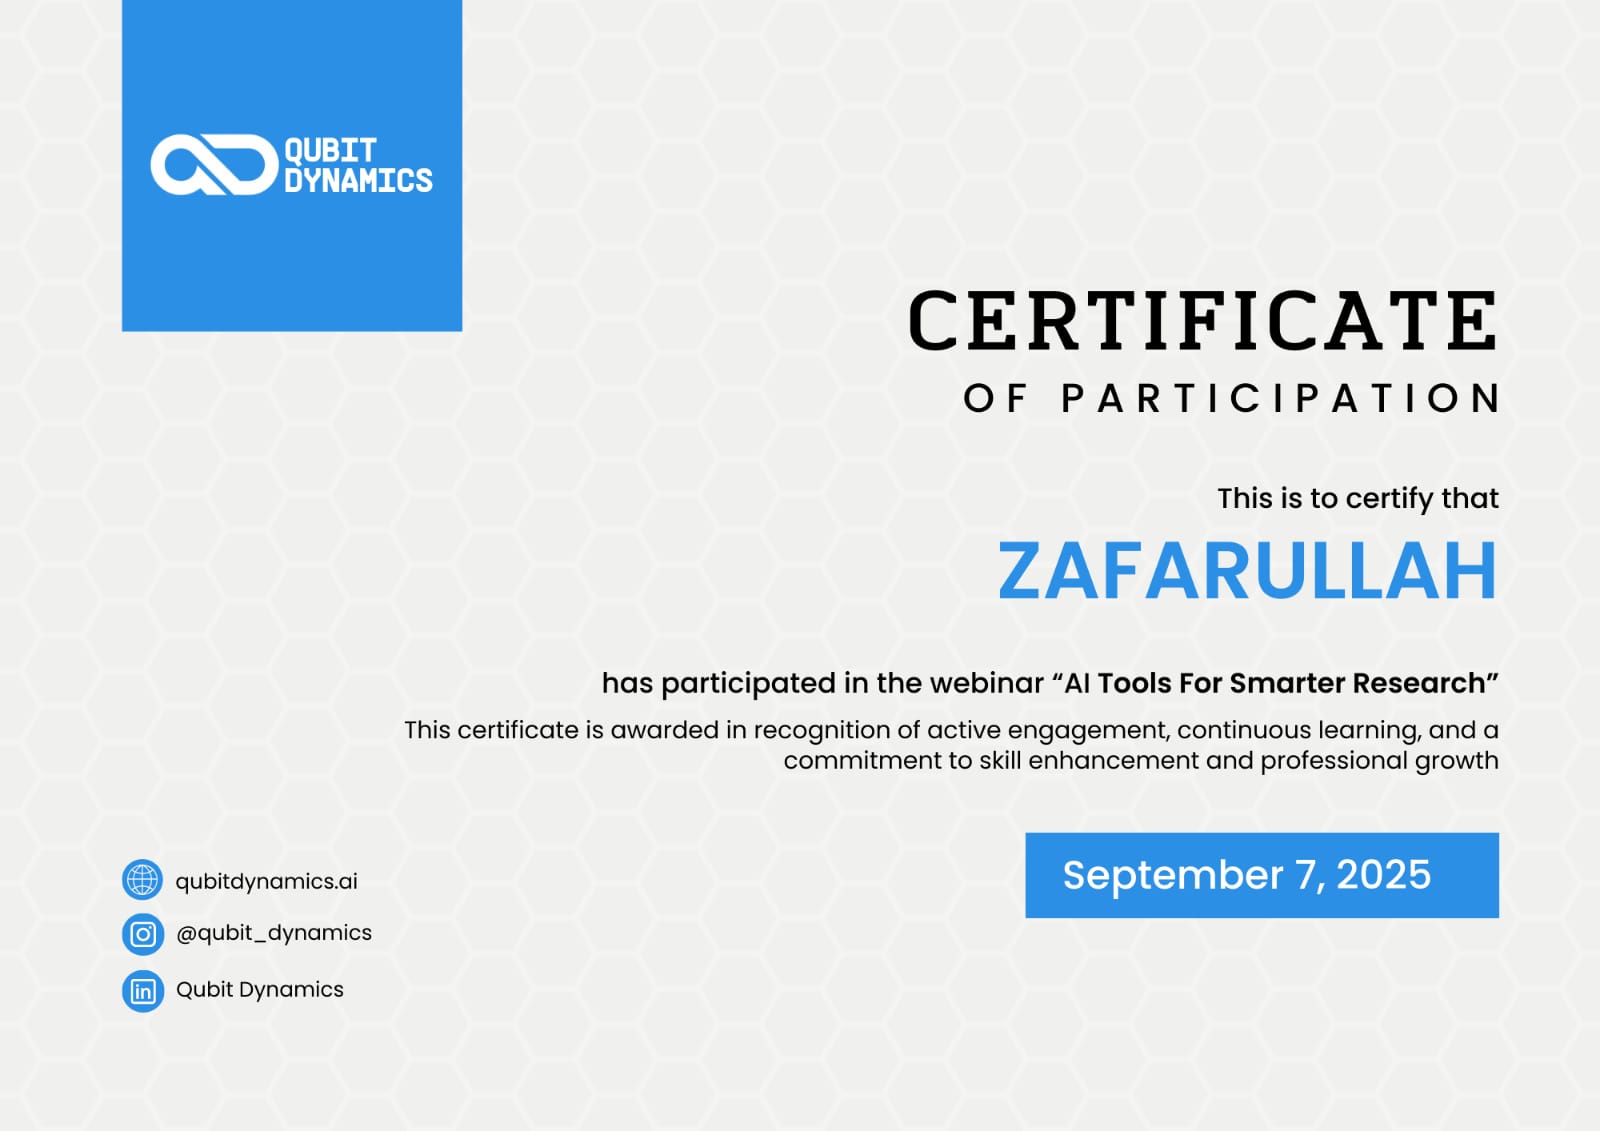 QUBIT
DYNAMICS
CERTIFICATE
OF PARTICIPATION
This is to certify that
ZAFARULLAH
has participated in the webinar “AI Tools For Smarter Research”
This certificate is awarded in recognition of active engagement, continuous learning, and a
commitment to skill enhancement and professional growth
September 7, 2025
qubitdynamics.ai
@qubit_dynamics
in
Qubit Dynamics